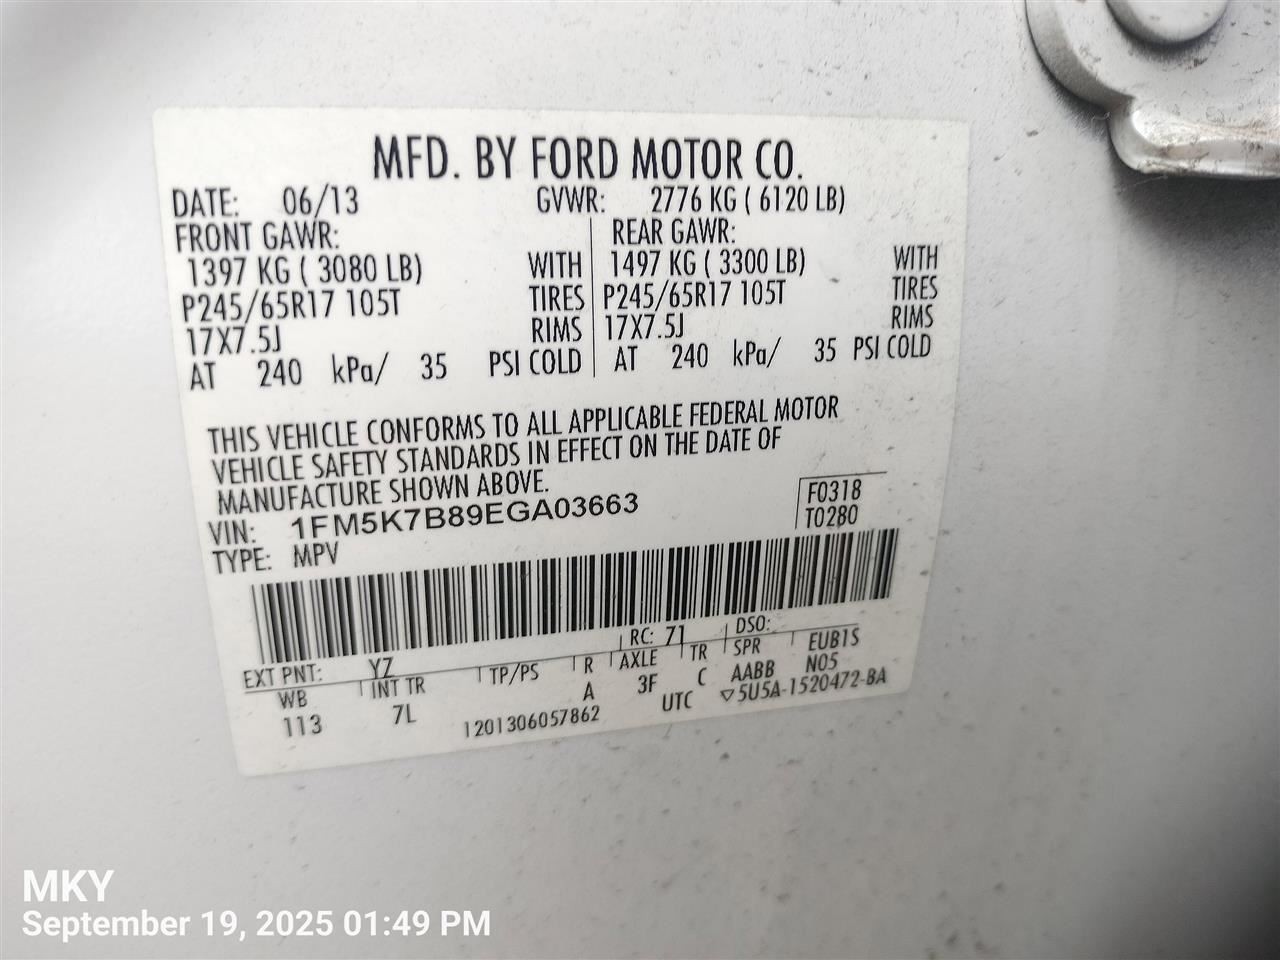 MFD. BY FORD MOTOR CO.
DATE: 06/13 GVWR: 2776 KG ( 6120 LB)
FRONT GAWR: REAR GAWR:
1397 KG ( 3080 LB) WITH 1497 KG ( 3300 LB) WITH
P245/65R17 105T TIRES P245/65R17 105T TIRES
17X7.5J RIMS 17X7.5J RIMS
AT 240 kPa/ 35 PSI COLD AT 240 kPa/ 35 PSI COLD
THIS VEHICLE CONFORMS TO ALL APPLICABLE FEDERAL MOTOR
VEHICLE SAFETY STANDARDS IN EFFECT ON THE DATE OF
MANUFACTURE SHOWN ABOVE.
VIN: 1FM5K7B89EGA03663 F0318
TYPE: MPV T0280
EXT PNT: YZ RC: 71 DSO:
WB INT TR TP/PS R AXLE TR SPR EUB1S
113 7L A 3F C AABB N05
1201306057862 UTC ▽5U5A-1520472-BA
MKY
September 19, 2025 01:49 PM